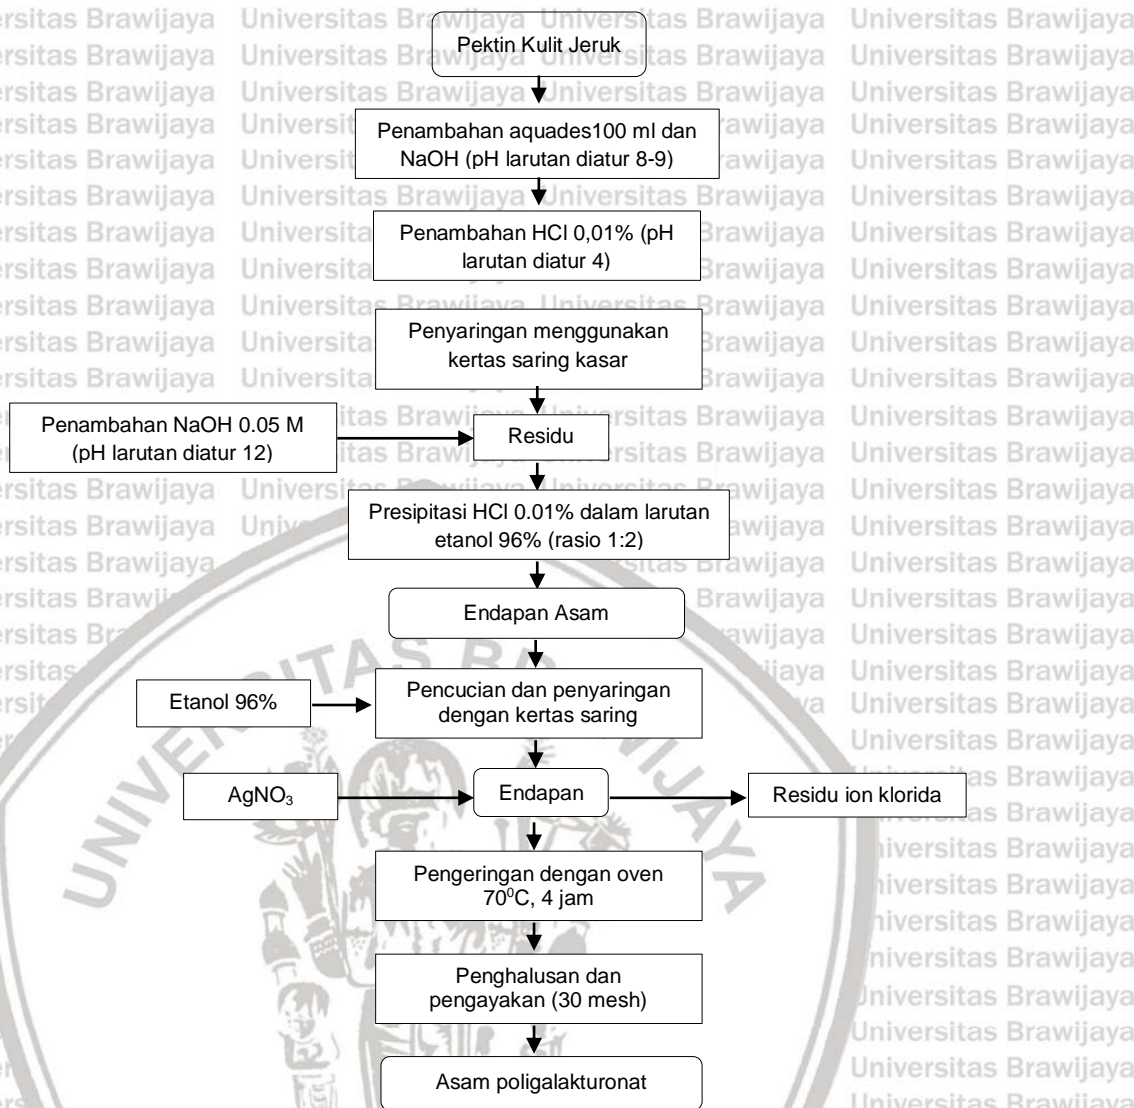 Pektin Kulit Jeruk
Penambahan aquades100 ml dan
NaOH (pH larutan diatur 8-9)
Penambahan HCl 0,01% (pH
larutan diatur 4)
Penyaringan menggunakan
kertas saring kasar
Penambahan NaOH 0.05 M
(pH larutan diatur 12)
Residu
Presipitasi HCl 0.01% dalam larutan
etanol 96% (rasio 1:2)
Endapan Asam
Etanol 96%
Pencucian dan penyaringan
dengan kertas saring
AgNO₃
Endapan
Residu ion klorida
Pengeringan dengan oven
70⁰C, 4 jam
Penghalusan dan
pengayakan (30 mesh)
Asam poligalakturonat